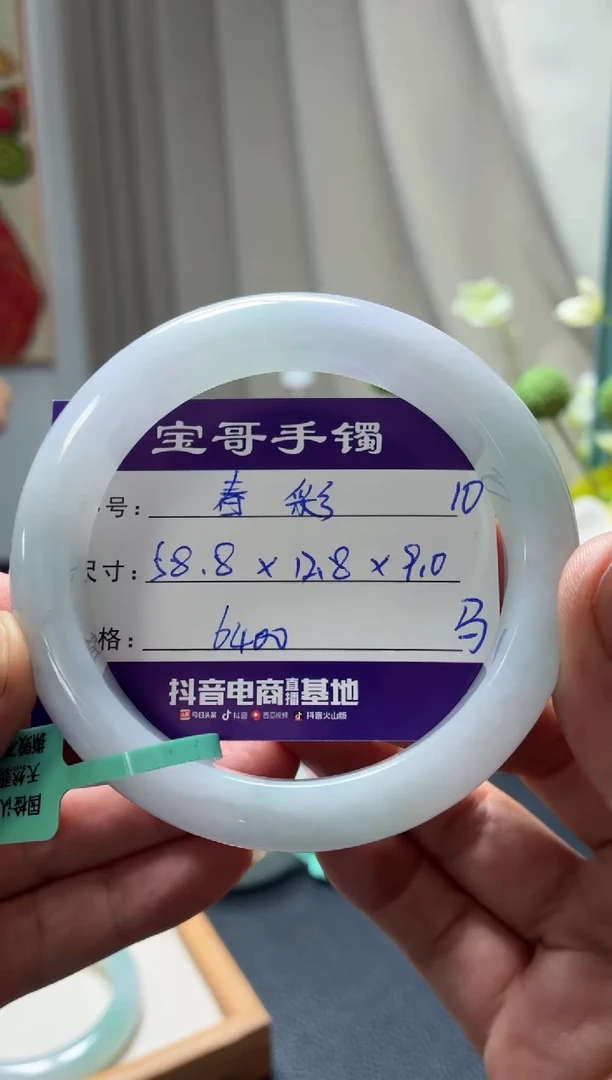 宝哥手镯
号: 春 彩 10
尺寸: 58.8 x 12.8 x 9.0
格: 6400 马
抖音电商直播基地
今日头条 抖音 西瓜视频 抖音火山版